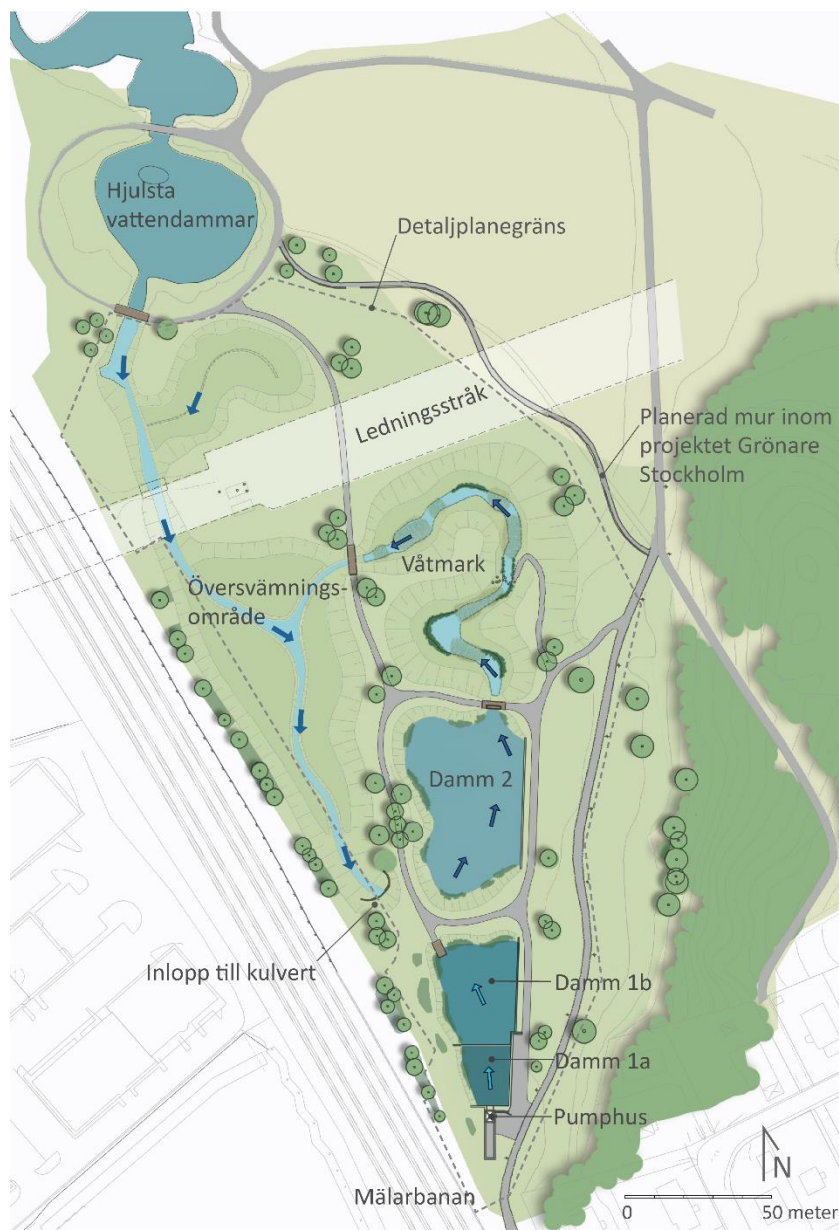 Hjulsta
vattendammar
Detaljplanegräns
Ledningsstråk
Planerad mur inom
projektet Grönare
Stockholm
Våtmark
Översvämnings-
område
Damm 2
Inlopp till kulvert
Damm 1b
Damm 1a
Pumphus
Mälarbanan
N
0 50 meter